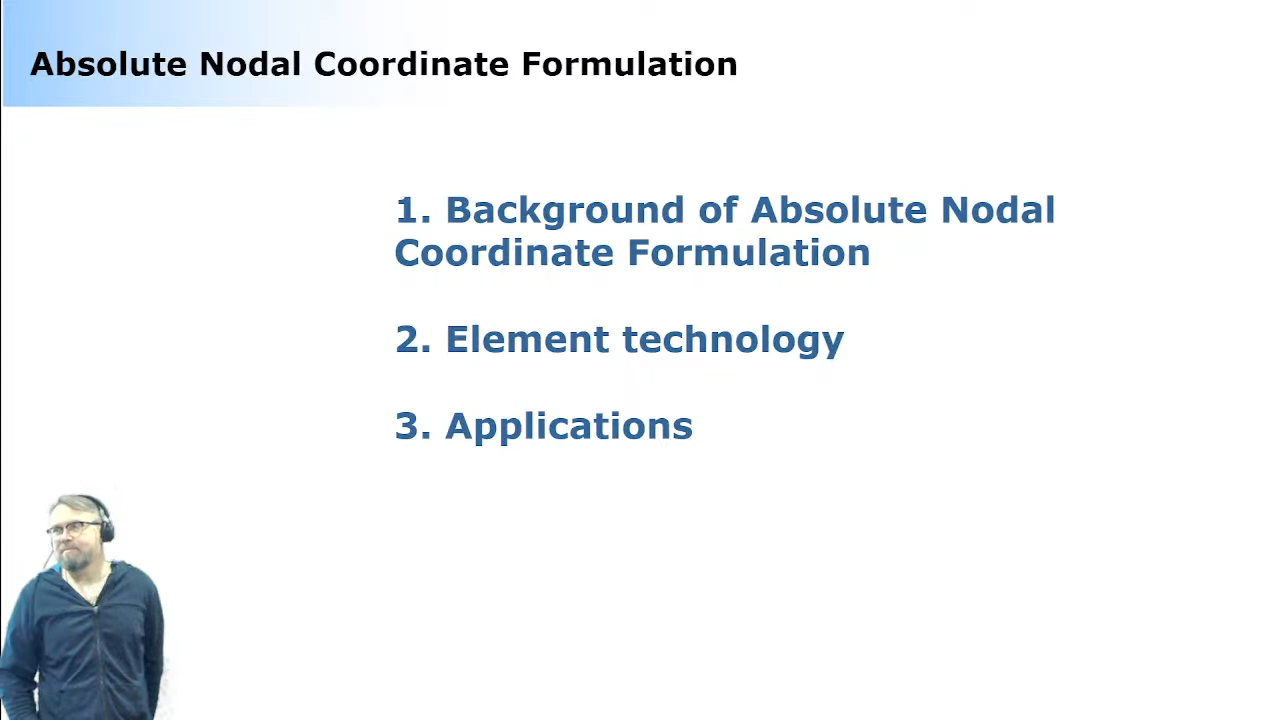 Absolute Nodal Coordinate Formulation
1. Background of Absolute Nodal
Coordinate Formulation
2. Element technology
3. Applications